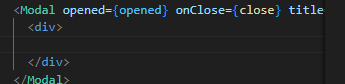 <Modal opened={opened} onClose={close} title
<div>
</div>
</Modal>